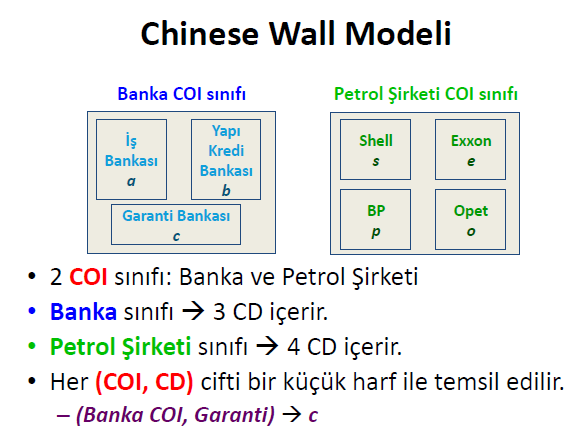 Chinese Wall Modeli
Banka COI sınıfı
İş
Bankası
a
Yapı
Kredi
Bankası
b
Garanti Bankası
c
Petrol Şirketi COI sınıfı
Shell
s
Exxon
e
BP
p
Opet
o
• 2 COI sınıfı: Banka ve Petrol Şirketi
• Banka sınıfı → 3 CD içerir.
• Petrol Şirketi sınıfı → 4 CD içerir.
• Her (COI, CD) cifti bir küçük harf ile temsil edilir.
– (Banka COI, Garanti) → c